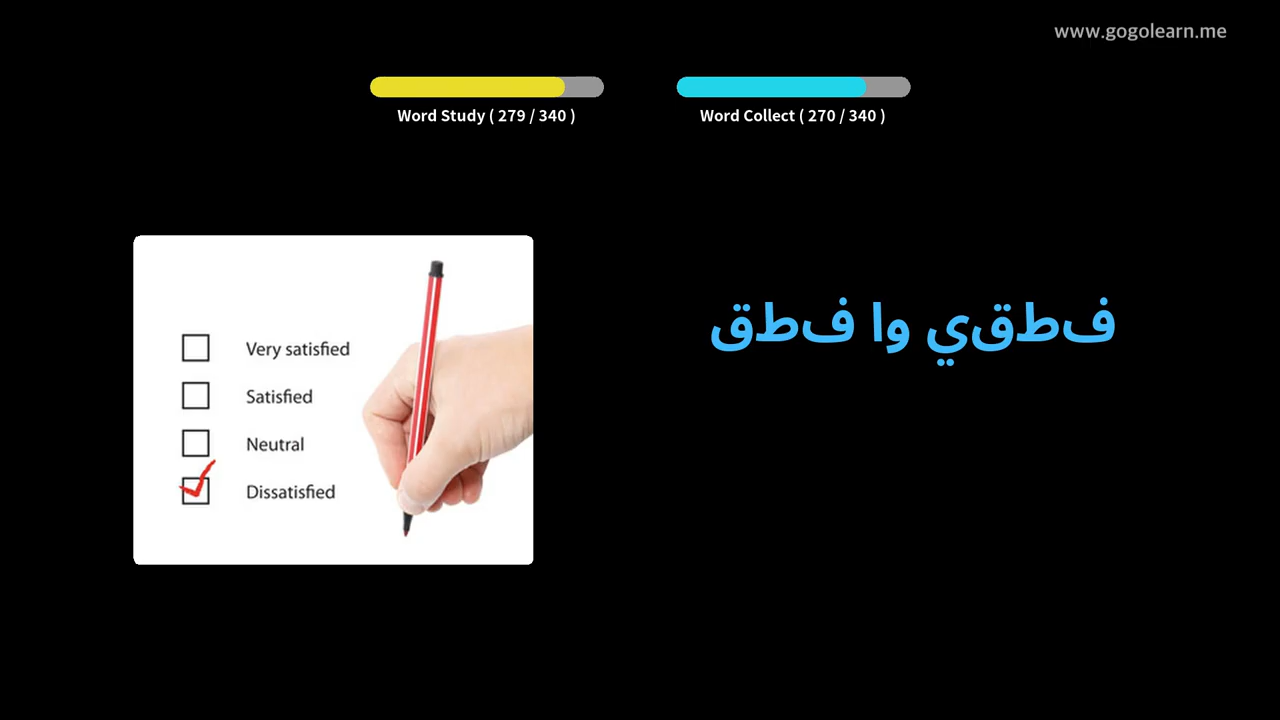 www.gogolearn.me
Word Study ( 279 / 340 )
Word Collect ( 270 / 340 )
فطقي وا فطق
Very satisfied
Satisfied
Neutral
Dissatisfied